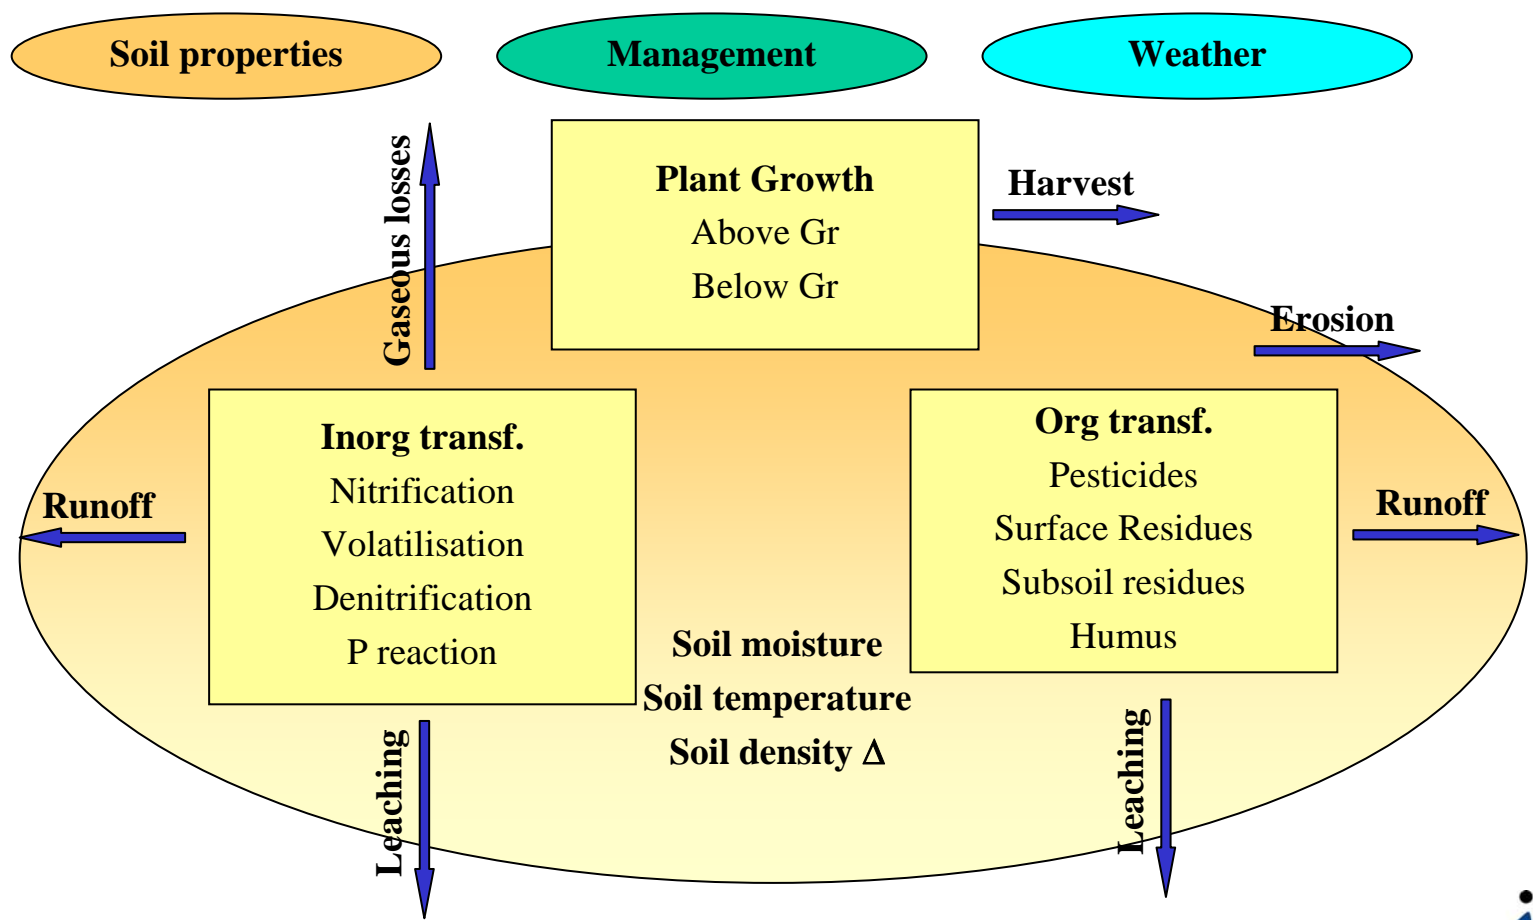 Soil properties
Management
Weather
Gaseous losses
Plant Growth
Above Gr
Below Gr
Harvest
Erosion
Inorg transf.
Nitrification
Volatilisation
Denitrification
P reaction
Runoff
Org transf.
Pesticides
Surface Residues
Subsoil residues
Humus
Runoff
Soil moisture
Soil temperature
Soil density Δ
Leaching
Leaching